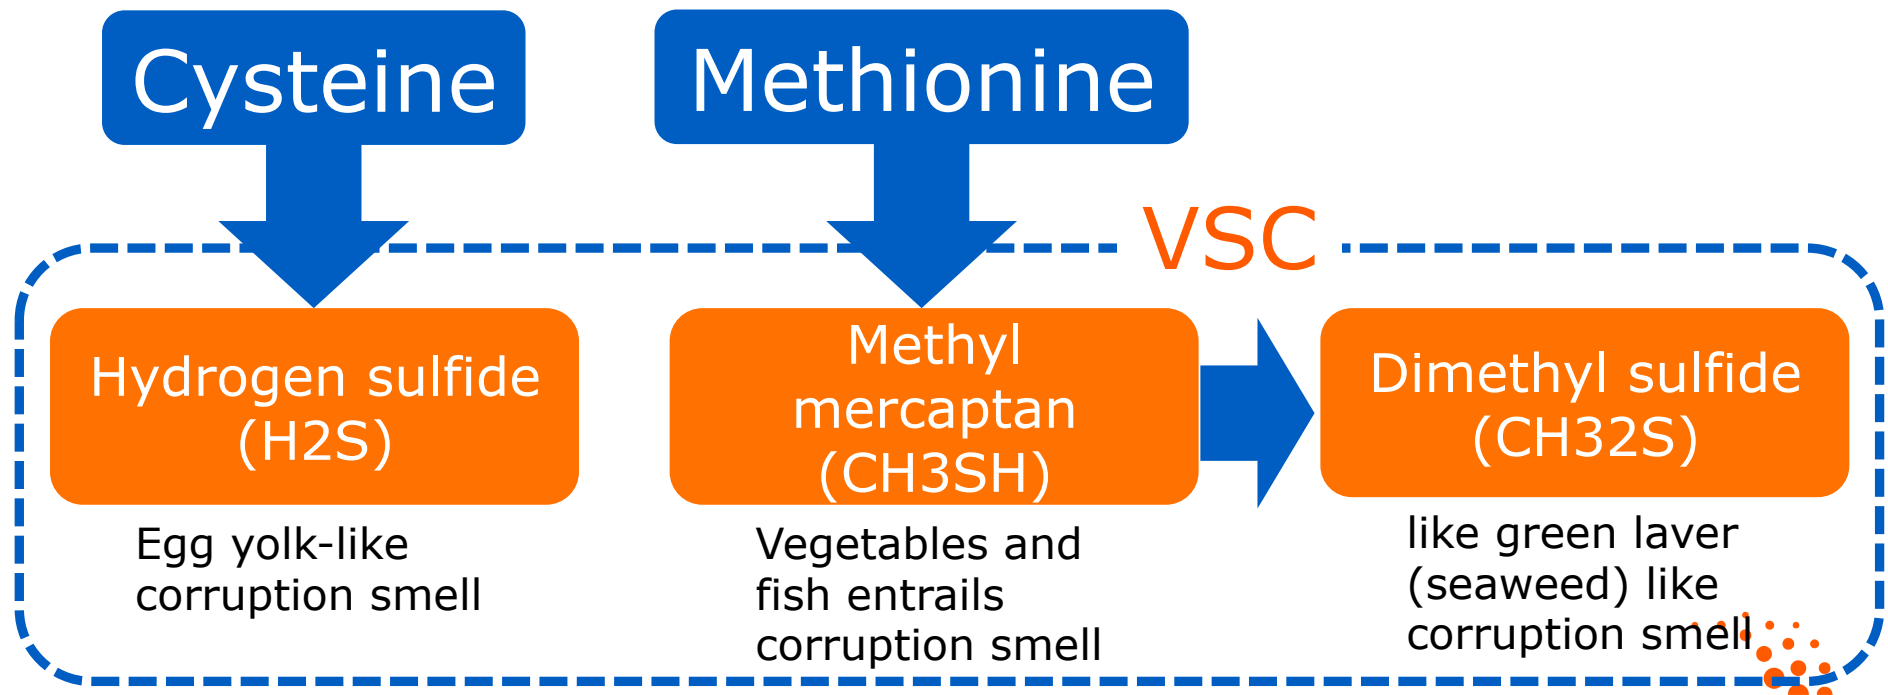 Cysteine
Methionine
VSC
Hydrogen sulfide
(H2S)
Methyl
mercaptan
(CH3SH)
Dimethyl sulfide
(CH32S)
Egg yolk-like
corruption smell
Vegetables and
fish entrails
corruption smell
like green laver
(seaweed) like
corruption smell